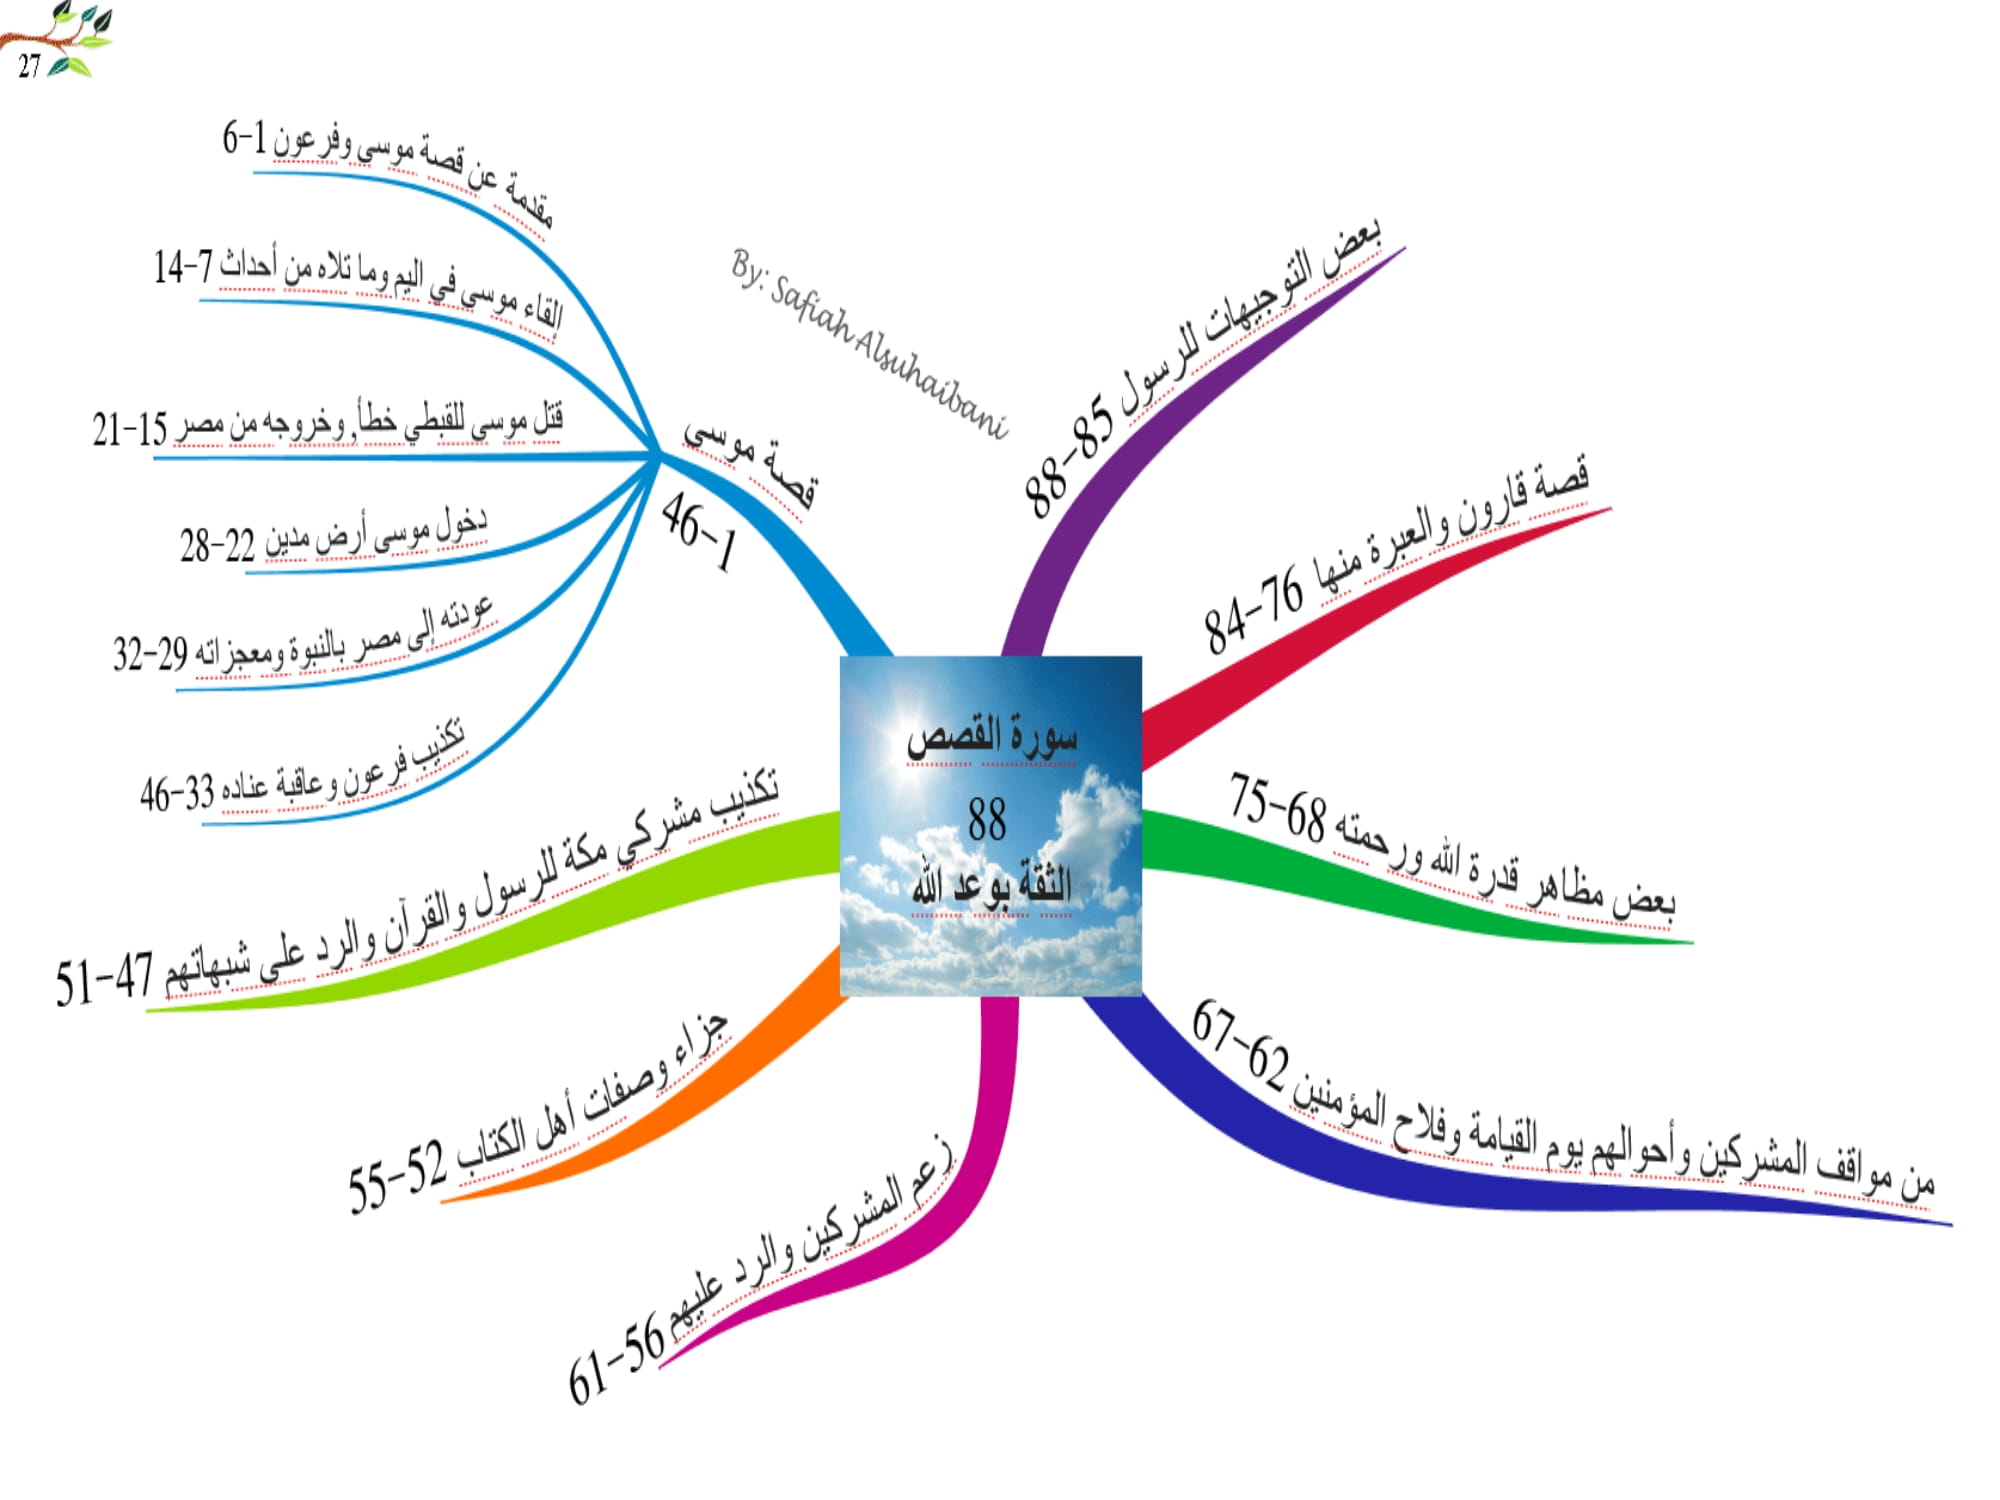 27
سورة القصص
88
الثقة بوعد الله
By: Safiah Alsuhaibani
قصة موسى
46-1
مقدمة عن قصة موسى وفرعون 1-6
إلقاء موسى في اليم وما تلاه من أحداث 7-14
قتل موسى للقبطي خطأ, وخروجه من مصر 15-21
دخول موسى أرض مدين 22-28
عودته إلى مصر بالنبوة ومعجزاته 29-32
تكذيب فرعون وعاقبة عناده 33-46
تكذيب مشركي مكة للرسول والقرآن والرد على شبهاتهم 47-51
جزاء وصفات أهل الكتاب 52-55
زعم المشركين والرد عليهم 56-61
من مواقف المشركين وأحوالهم يوم القيامة وفلاح المؤمنين 62-67
بعض مظاهر قدرة الله ورحمته 68-75
قصة قارون والعبرة منها 76-84
بعض التوجيهات للرسول 85-88